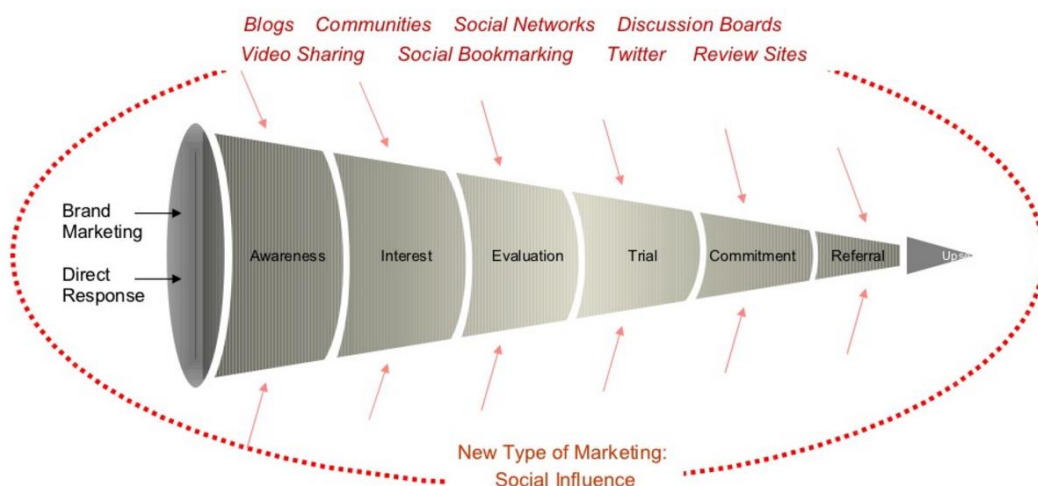 Blogs Communities Social Networks Discussion Boards
Video Sharing Social Bookmarking Twitter Review Sites
Brand
Marketing
Direct
Response
Awareness
Interest
Evaluation
Trial
Commitment
Referral
New Type of Marketing:
Social Influence